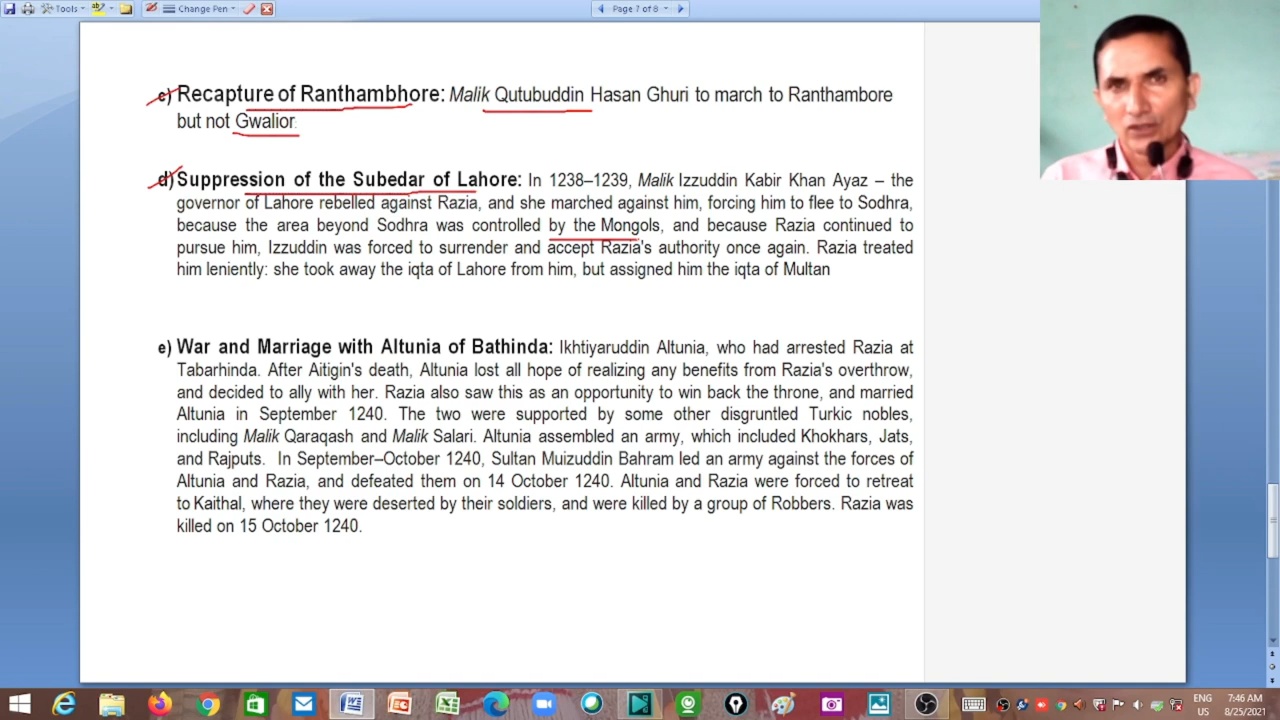 Tools
Change Pen
Page 7 of 8
c) Recapture of Ranthambhore: Malik Qutubuddin Hasan Ghuri to march to Ranthambore
but not Gwalior
d) Suppression of the Subedar of Lahore: In 1238–1239, Malik Izzuddin Kabir Khan Ayaz – the
governor of Lahore rebelled against Razia, and she marched against him, forcing him to flee to Sodhra,
because the area beyond Sodhra was controlled by the Mongols, and because Razia continued to
pursue him, Izzuddin was forced to surrender and accept Razia's authority once again. Razia treated
him leniently: she took away the iqta of Lahore from him, but assigned him the iqta of Multan
e) War and Marriage with Altunia of Bathinda: Ikhtiyaruddin Altunia, who had arrested Razia at
Tabarhinda. After Aitigin's death, Altunia lost all hope of realizing any benefits from Razia's overthrow,
and decided to ally with her. Razia also saw this as an opportunity to win back the throne, and married
Altunia in September 1240. The two were supported by some other disgruntled Turkic nobles,
including Malik Qaraqash and Malik Salari. Altunia assembled an army, which included Khokhars, Jats,
and Rajputs. In September–October 1240, Sultan Muizuddin Bahram led an army against the forces of
Altunia and Razia, and defeated them on 14 October 1240. Altunia and Razia were forced to retreat
to Kaithal, where they were deserted by their soldiers, and were killed by a group of Robbers. Razia was
killed on 15 October 1240.
ENG 7:46 AM
US 8/25/2021